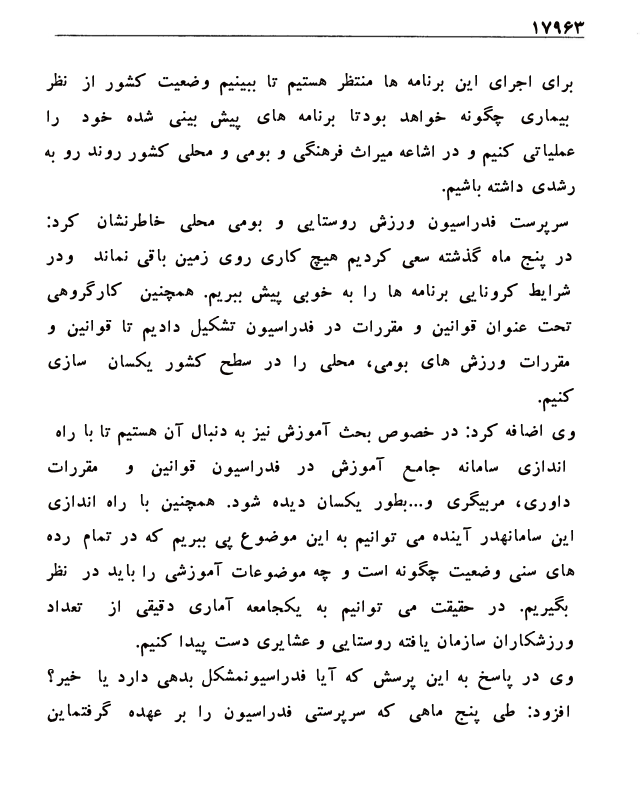 ۱۷۹۶۳
برای اجرای این برنامه ها منتظر هستیم تا ببینیم وضعیت کشور از نظر
بیماری چگونه خواهد بودتا برنامه های پیش بینی شده خود را
عملیاتی کنیم و در اشاعه میراث فرهنگی و بومی و محلی کشور روند رو به
رشدی داشته باشیم.
سرپرست فدراسیون ورزش روستایی و بومی محلی خاطرنشان کرد:
در پنج ماه گذشته سعی کردیم هیچ کاری روی زمین باقی نماند ودر
شرایط کرونایی برنامه ها را به خوبی پیش ببریم. همچنین کارگروهی
تحت عنوان قوانین و مقررات در فدراسیون تشکیل دادیم تا قوانین و
مقررات ورزش های بومی، محلی را در سطح کشور یکسان سازی
کنیم.
وی اضافه کرد: در خصوص بحث آموزش نیز به دنبال آن هستیم تا با راه
اندازی سامانه جامع آموزش در فدراسیون قوانین و مقررات
داوری، مربیگری و...بطور یکسان دیده شود. همچنین با راه اندازی
این سامانهدر آینده می توانیم به این موضوع پی ببریم که در تمام رده
های سنی وضعیت چگونه است و چه موضوعات آموزشی را باید در نظر
بگیریم. در حقیقت می توانیم به یکجامعه آماری دقیقی از تعداد
ورزشکاران سازمان یافته روستایی و عشایری دست پیدا کنیم.
وی در پاسخ به این پرسش که آیا فدراسیونمشکل بدهی دارد یا خیر؟
افزود: طی پنج ماهی که سرپرستی فدراسیون را بر عهده گرفتماین